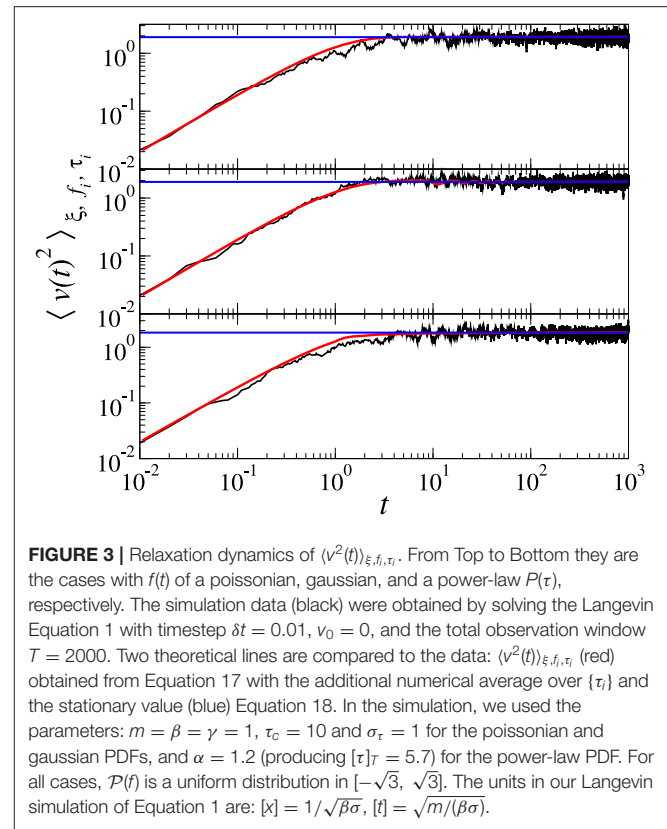 10^0
10^-1
10^-2
10^0
10^-1
10^-2
10^0
10^-1
10^-2
⟨ v(t)^2 ⟩ ξ, f_i, τ_i
10^-2 10^-1 10^0 10^1 10^2 10^3
t
FIGURE 3 | Relaxation dynamics of ⟨v²(t)⟩ξ,fᵢ,τᵢ. From Top to Bottom they are
the cases with f(t) of a poissonian, gaussian, and a power-law P(τ),
respectively. The simulation data (black) were obtained by solving the Langevin
Equation 1 with timestep δt = 0.01, v₀ = 0, and the total observation window
T = 2000. Two theoretical lines are compared to the data: ⟨v²(t)⟩ξ,fᵢ,τᵢ (red)
obtained from Equation 17 with the additional numerical average over {τᵢ} and
the stationary value (blue) Equation 18. In the simulation, we used the
parameters: m = β = γ = 1, τc = 10 and στ = 1 for the poissonian and
gaussian PDFs, and α = 1.2 (producing [τ]T = 5.7) for the power-law PDF. For
all cases, 𝒫(f) is a uniform distribution in [−√3, √3]. The units in our Langevin
simulation of Equation 1 are: [x] = 1/√βσ, [t] = √m/(βσ).